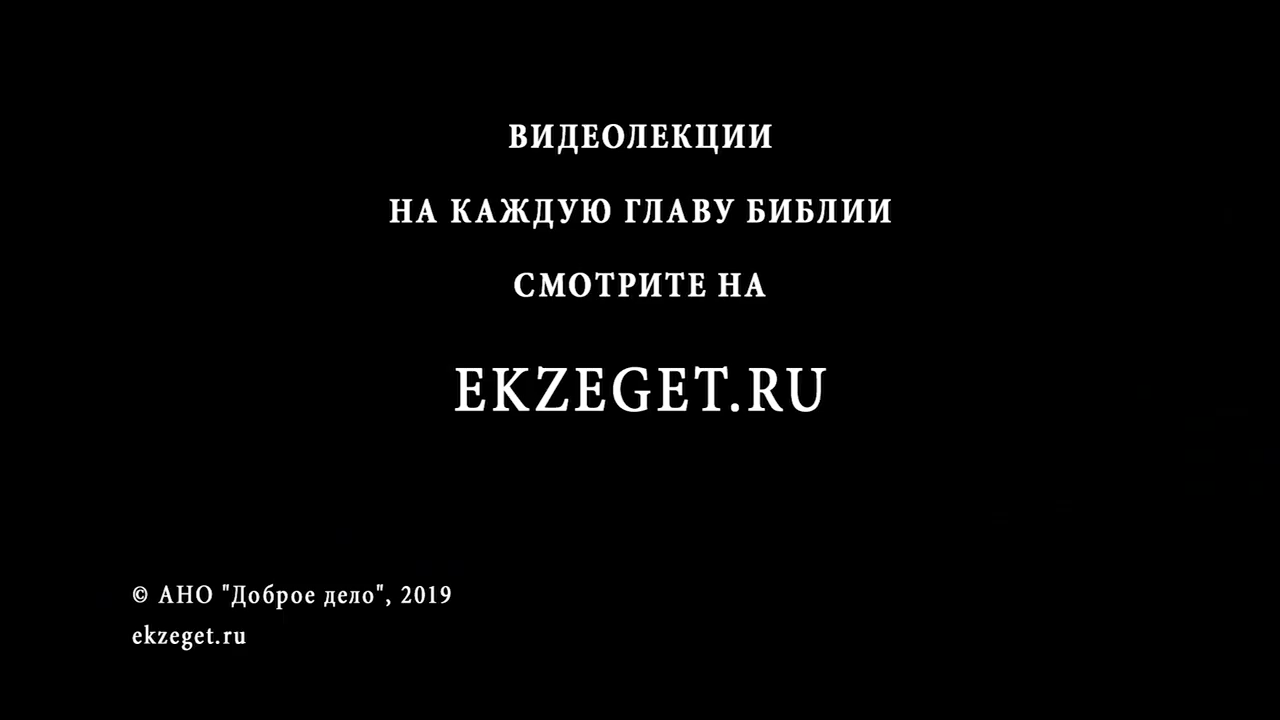 ВИДЕОЛЕКЦИИ
НА КАЖДУЮ ГЛАВУ БИБЛИИ
СМОТРИТЕ НА
EKZEGET.RU
© АНО "Доброе дело", 2019
ekzeget.ru